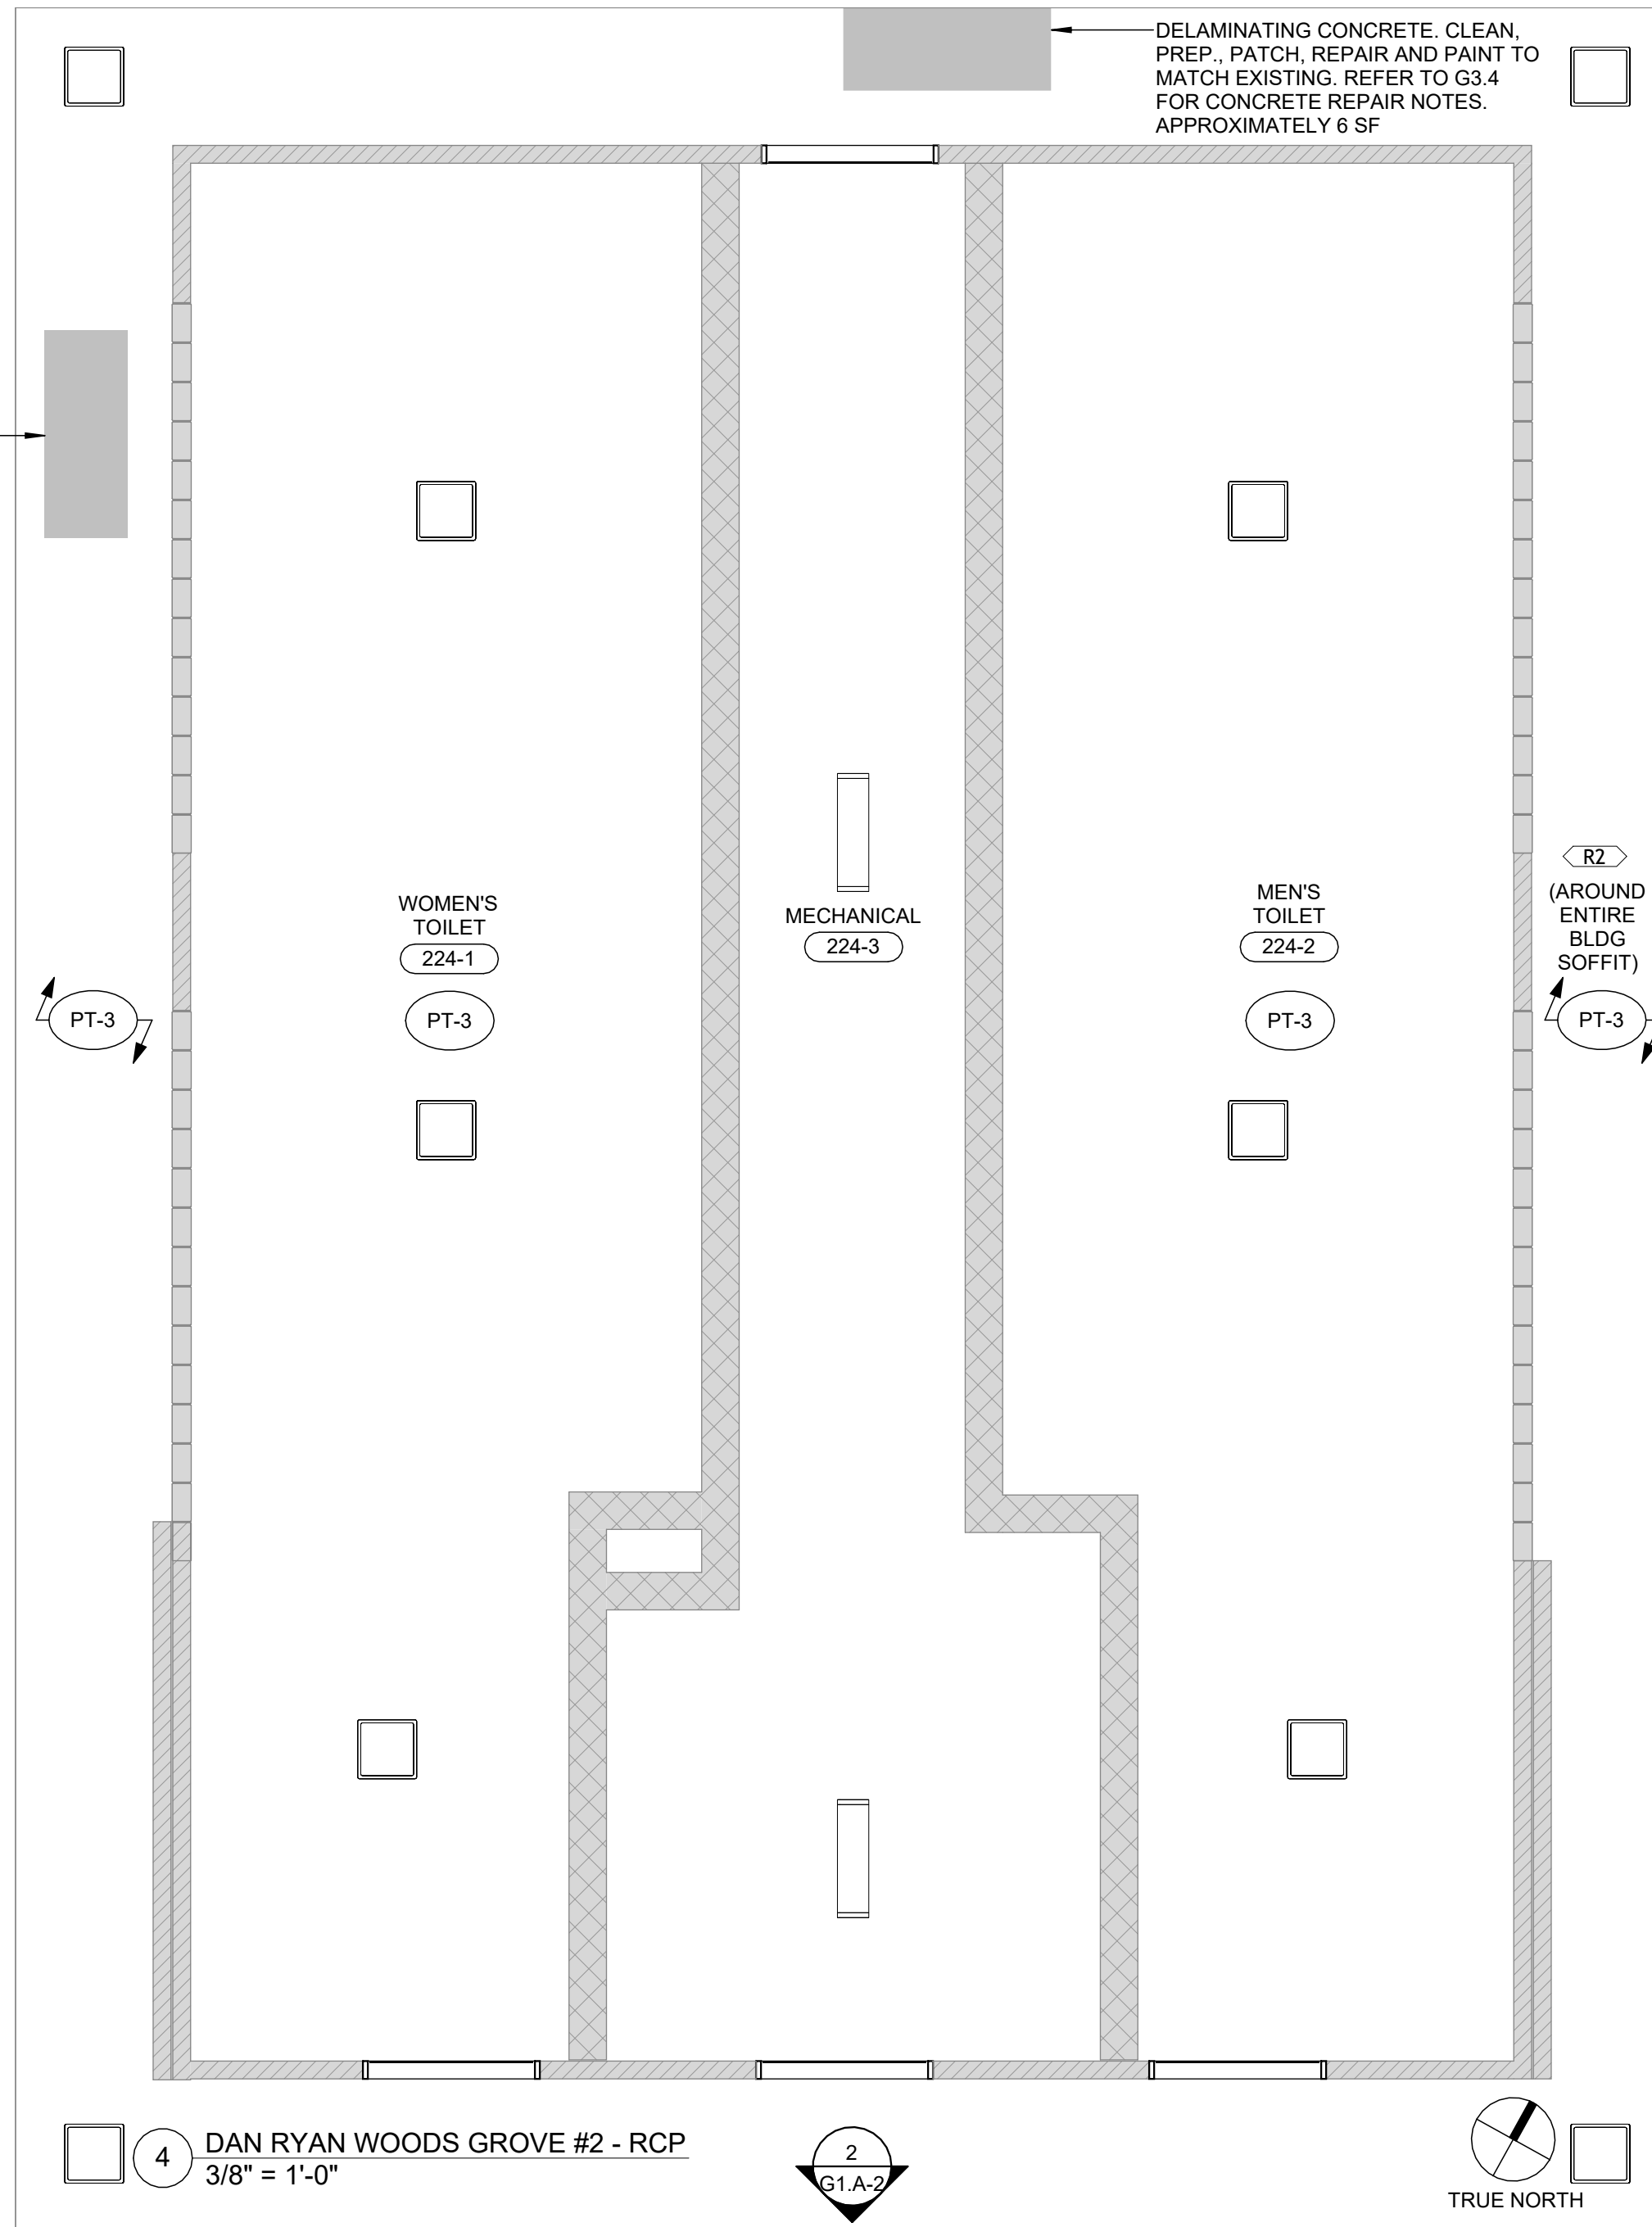 DELAMINATING CONCRETE. CLEAN,
PREP., PATCH, REPAIR AND PAINT TO
MATCH EXISTING. REFER TO G3.4
FOR CONCRETE REPAIR NOTES.
APPROXIMATELY 6 SF
WOMEN'S
TOILET
224-1
PT-3
MECHANICAL
224-3
MEN'S
TOILET
224-2
PT-3
R2
(AROUND
ENTIRE
BLDG
SOFFIT)
PT-3
PT-3
4
DAN RYAN WOODS GROVE #2 - RCP
3/8" = 1'-0"
2
G1.A-2
TRUE NORTH